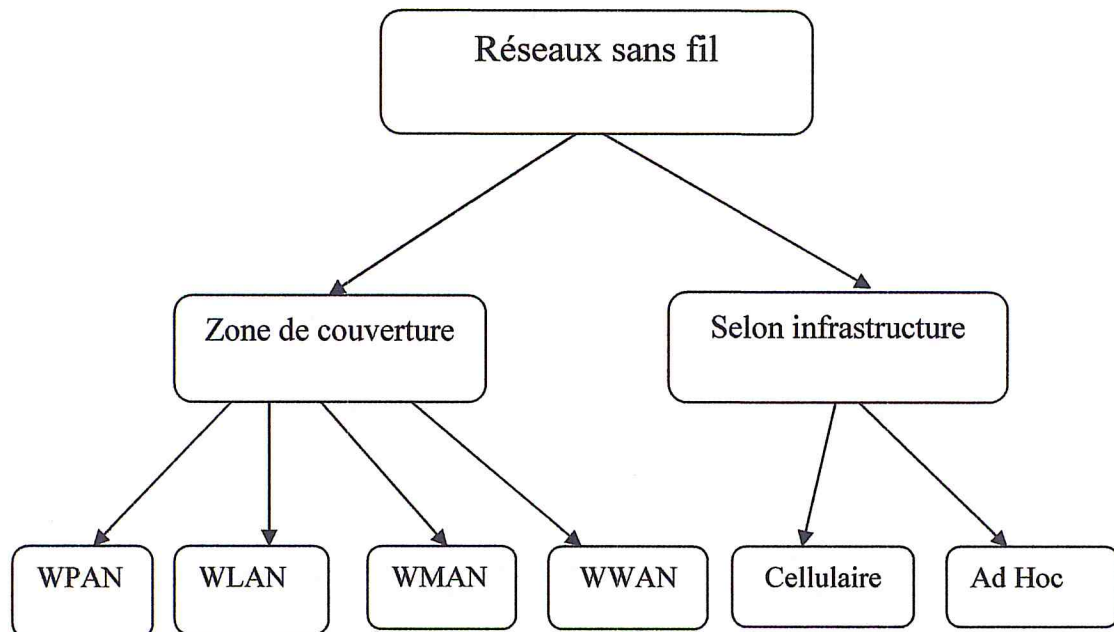 Réseaux sans fil
Zone de couverture
Selon infrastructure
WPAN
WLAN
WMAN
WWAN
Cellulaire
Ad Hoc